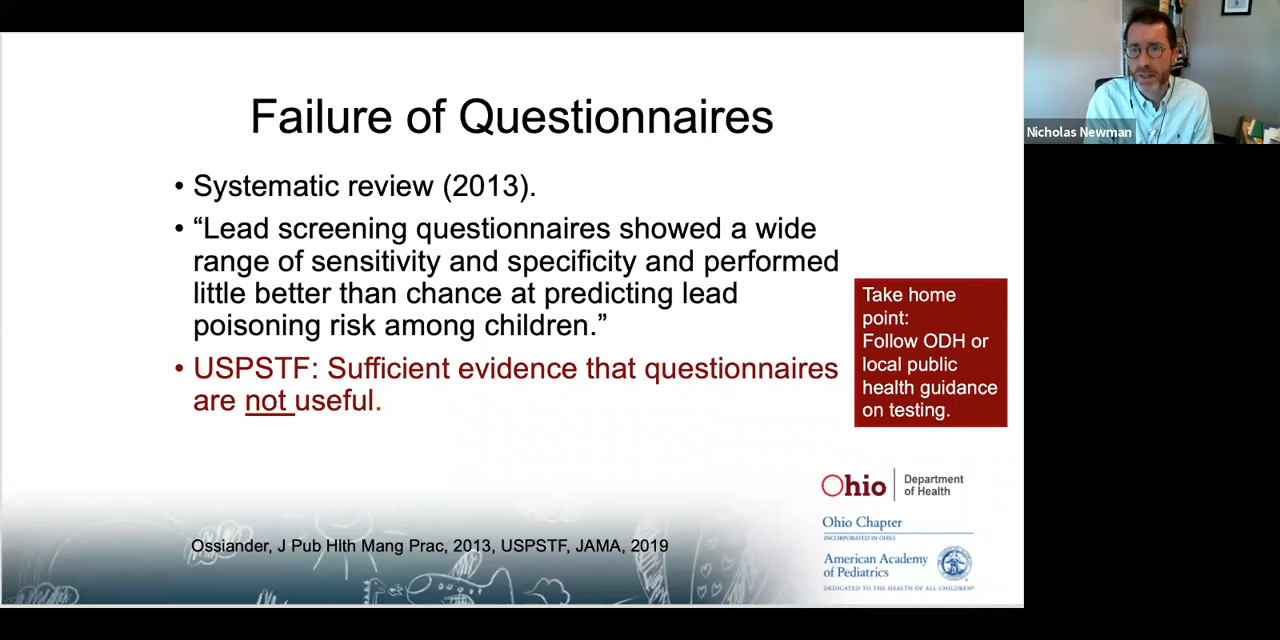 Failure of Questionnaires
• Systematic review (2013).
• “Lead screening questionnaires showed a wide
range of sensitivity and specificity and performed
little better than chance at predicting lead
poisoning risk among children.”
• USPSTF: Sufficient evidence that questionnaires
are not useful.
Take home
point:
Follow ODH or
local public
health guidance
on testing.
Ohio
Department
of Health
Ohio Chapter
INCORPORATED IN OHIO
American Academy
of Pediatrics
DEDICATED TO THE HEALTH OF ALL CHILDREN®
Ossiander, J Pub Hlth Mang Prac, 2013, USPSTF, JAMA, 2019
Nicholas Newman